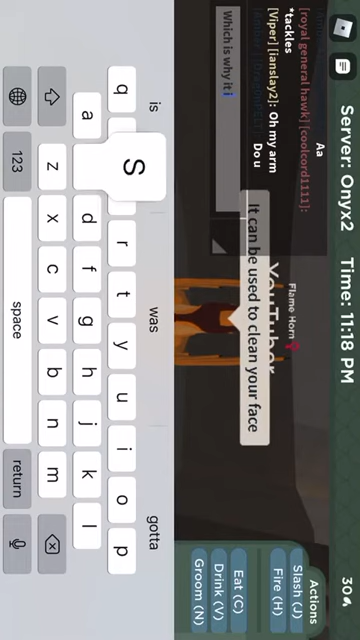 Server: Onyx2 Time: 11:18 PM 30
Aa
[royal general hawk] [coolcord1111]:
*tackles
[Viper] [ianslay2]: Oh my arm
Do u
Which is why it i
Flame Horn
YouTuber
It can be used to clean your face
Actions
Slash (J)
Fire (H)
Eat (C)
Drink (V)
Groom (N)
is was gotta
q r t y u i o p
a S d f g h j k l
z x c v b n m
123 space return